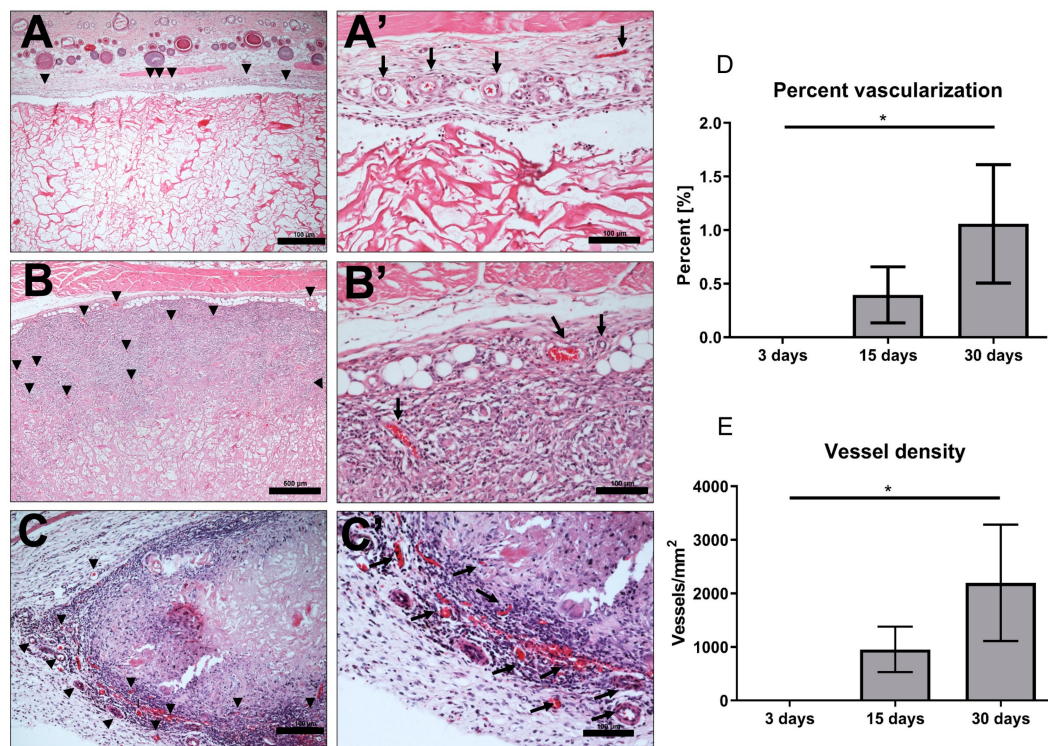 A
100 µm
A'
100 µm
B
500 µm
B'
100 µm
C
100 µm
C'
100 µm
D
Percent vascularization
*
2.0
1.5
1.0
0.5
0.0
Percent [%]
3 days 15 days 30 days
E
Vessel density
*
4000
3000
2000
1000
0
Vessels/mm²
3 days 15 days 30 days